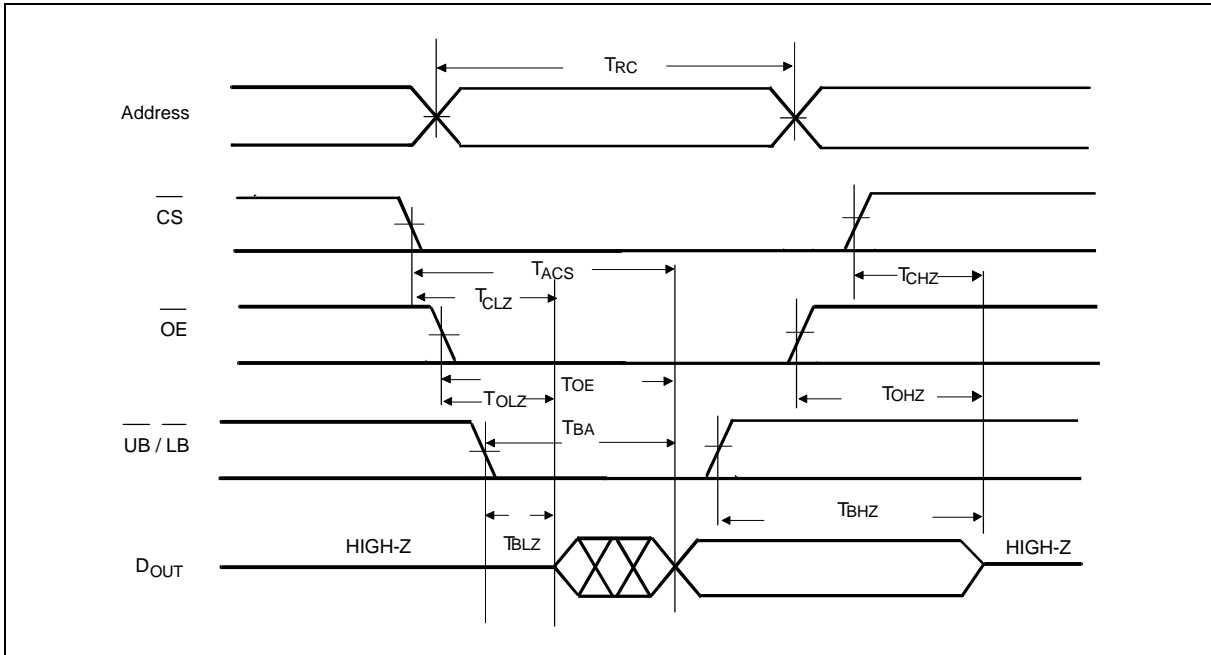 TRC
Address
CS
TACS
TCLZ
TCHZ
OE
TOE
TOLZ
TOHZ
TBA
UB / LB
TBHZ
TBLZ
HIGH-Z
HIGH-Z
DOUT